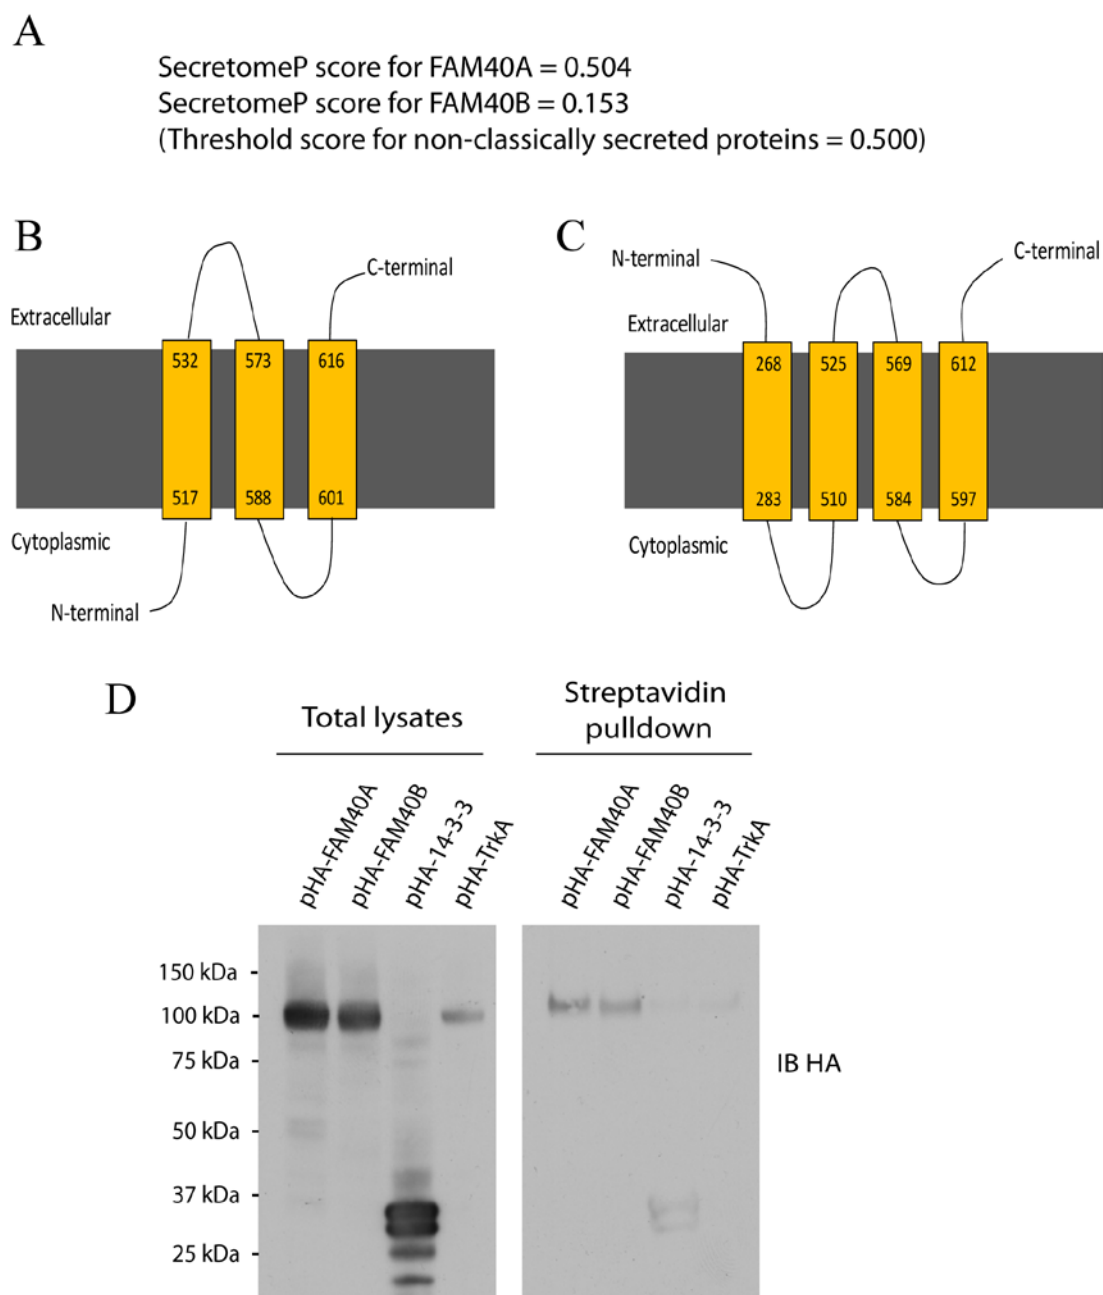 A
SecretomeP score for FAM40A = 0.504
SecretomeP score for FAM40B = 0.153
(Threshold score for non-classically secreted proteins = 0.500)
B
C-terminal
Extracellular
532 573 616
517 588 601
Cytoplasmic
N-terminal
C
N-terminal
C-terminal
Extracellular
268 525 569 612
283 510 584 597
Cytoplasmic
D
Total lysates
Streptavidin
pulldown
pHA-FAM40A
pHA-FAM40B
pHA-14-3-3
pHA-TrkA
pHA-FAM40A
pHA-FAM40B
pHA-14-3-3
pHA-TrkA
150 kDa -
100 kDa -
75 kDa -
50 kDa -
37 kDa -
25 kDa -
IB HA